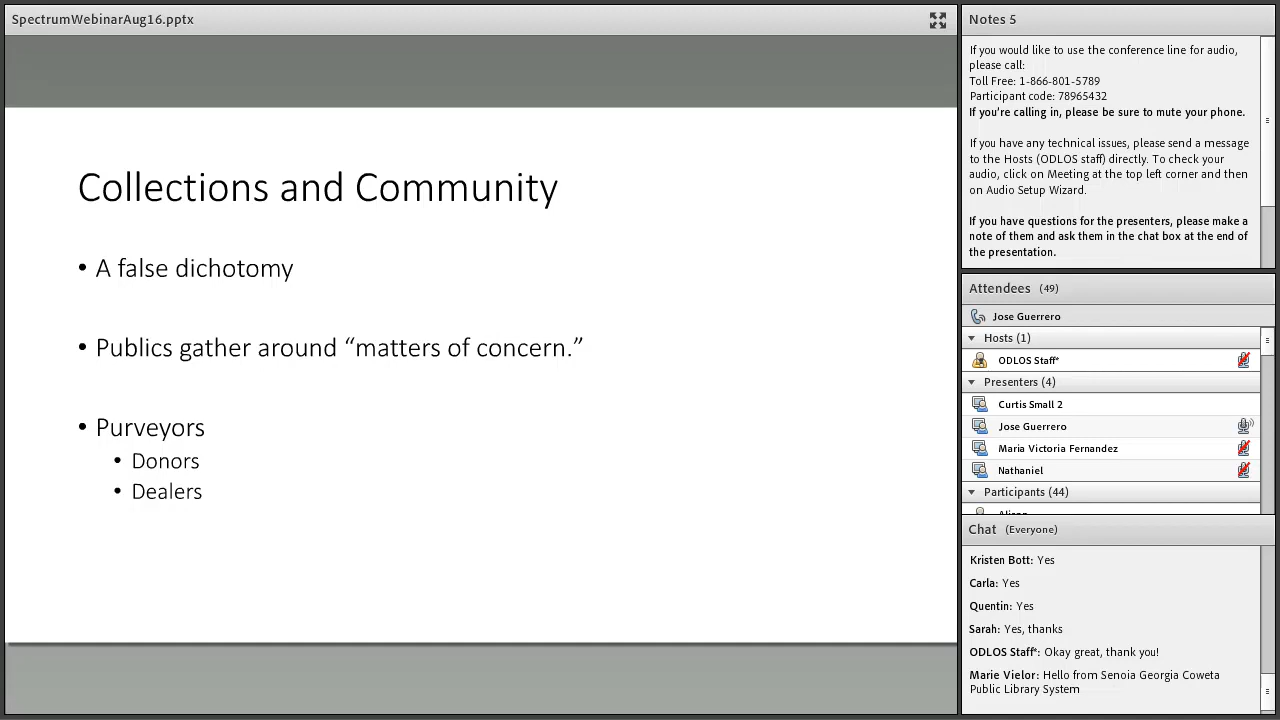 SpectrumWebinarAug16.pptx
Collections and Community
• A false dichotomy
• Publics gather around “matters of concern.”
• Purveyors
• Donors
• Dealers
Notes 5
If you would like to use the conference line for audio,
please call:
Toll Free: 1-866-801-5789
Participant code: 78965432
If you’re calling in, please be sure to mute your phone.
If you have any technical issues, please send a message
to the Hosts (ODLOS staff) directly. To check your
audio, click on Meeting at the top left corner and then
on Audio Setup Wizard.
If you have questions for the presenters, please make a
note of them and ask them in the chat box at the end of
the presentation.
Attendees (49)
Jose Guerrero
Hosts (1)
ODLOS Staff*
Presenters (4)
Curtis Small 2
Jose Guerrero
Maria Victoria Fernandez
Nathaniel
Participants (44)
Chat (Everyone)
Kristen Bott: Yes
Carla: Yes
Quentin: Yes
Sarah: Yes, thanks
ODLOS Staff*: Okay great, thank you!
Marie Vielor: Hello from Senoia Georgia Coweta
Public Library System